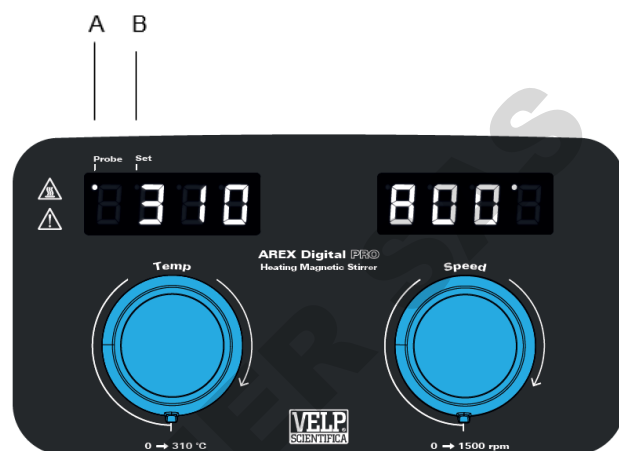 A B
Probe Set
310 800
AREX Digital PRO
Heating Magnetic Stirrer
Temp Speed
VELP
SCIENTIFICA
0 → 310 °C 0 → 1500 rpm